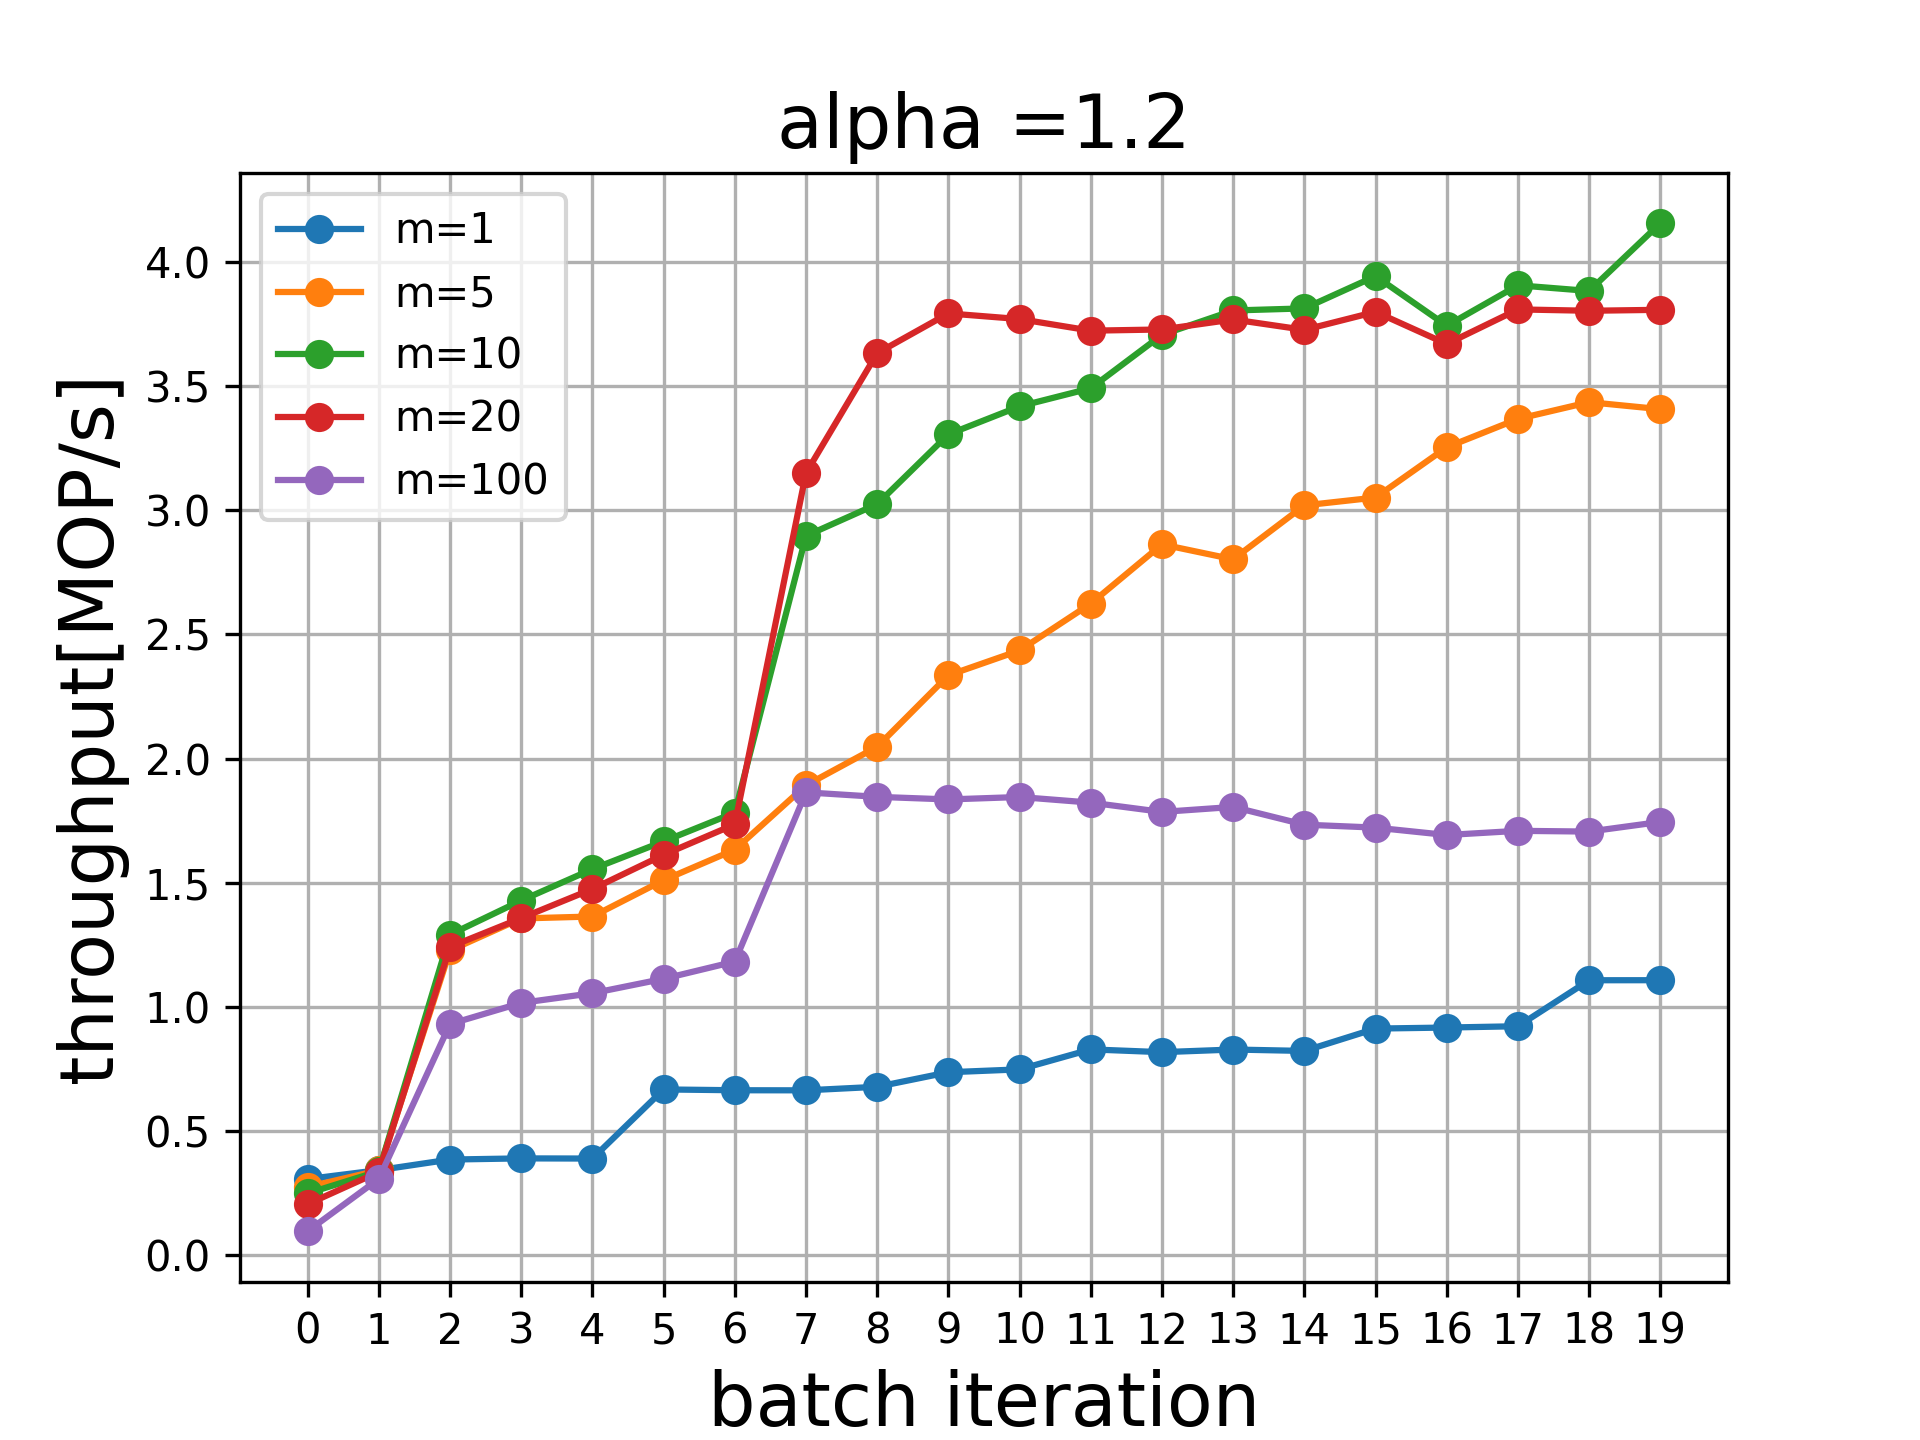 alpha =1.2
m=1
m=5
m=10
m=20
m=100
throughput[MOP/s]
4.0
3.5
3.0
2.5
2.0
1.5
1.0
0.5
0.0
0 1 2 3 4 5 6 7 8 9 10 11 12 13 14 15 16 17 18 19
batch iteration